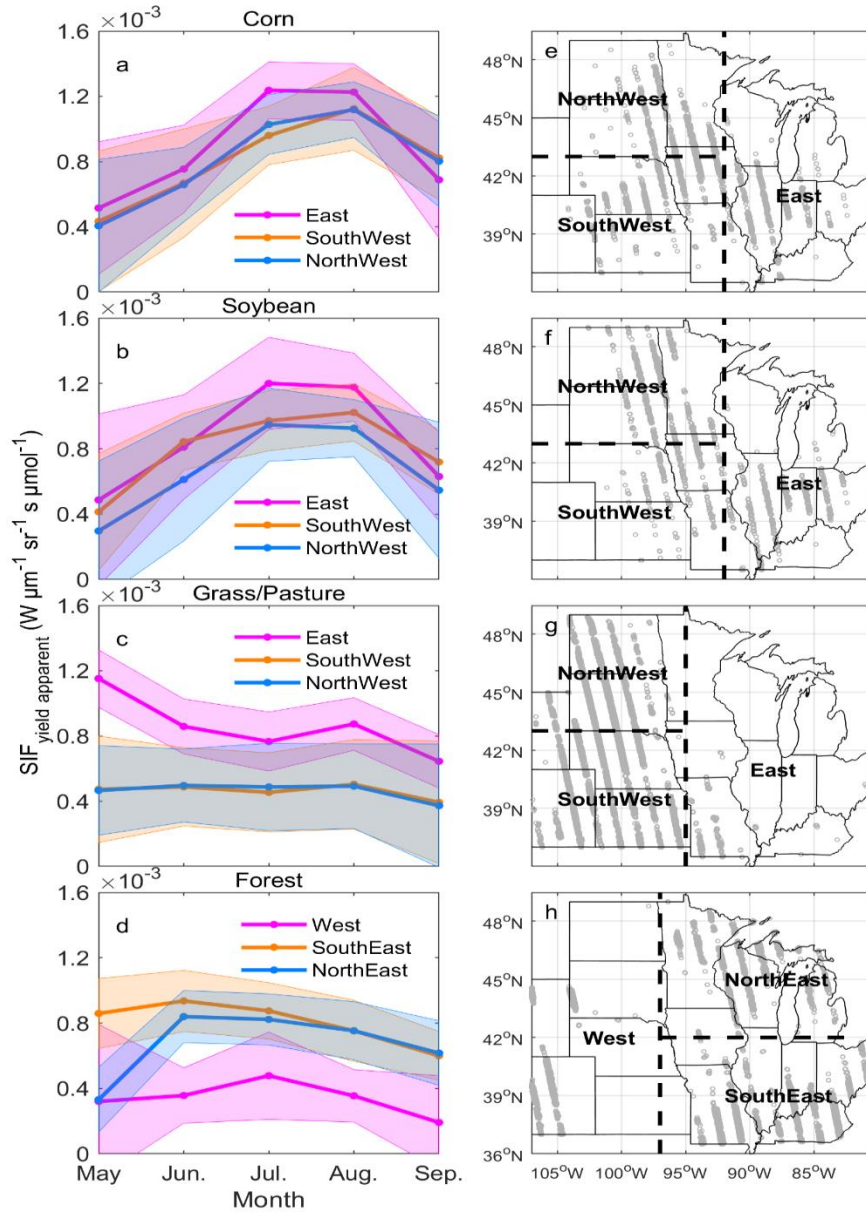 ×10⁻³
Corn
1.6
a
1.2
0.8
0.4
0
East
SouthWest
NorthWest
e
48°N
45°N
42°N
39°N
NorthWest
East
SouthWest
×10⁻³
Soybean
1.6
b
1.2
0.8
0.4
0
East
SouthWest
NorthWest
f
48°N
45°N
42°N
39°N
NorthWest
East
SouthWest
SIF yield apparent (W μm⁻¹ sr⁻¹ s μmol⁻¹)
×10⁻³
Grass/Pasture
1.6
c
1.2
0.8
0.4
0
East
SouthWest
NorthWest
g
48°N
45°N
42°N
39°N
NorthWest
East
SouthWest
×10⁻³
Forest
1.6
d
1.2
0.8
0.4
0
West
SouthEast
NorthEast
May Jun. Jul. Aug. Sep.
Month
h
48°N
45°N
42°N
39°N
36°N
NorthEast
West
SouthEast
105°W 100°W 95°W 90°W 85°W